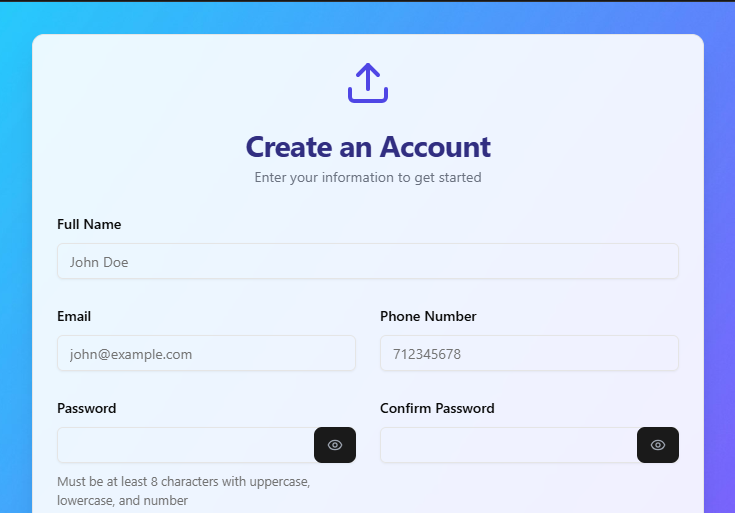 Create an Account
Enter your information to get started
Full Name
John Doe
Email
Phone Number
john@example.com
712345678
Password
Confirm Password
Must be at least 8 characters with uppercase,
lowercase, and number